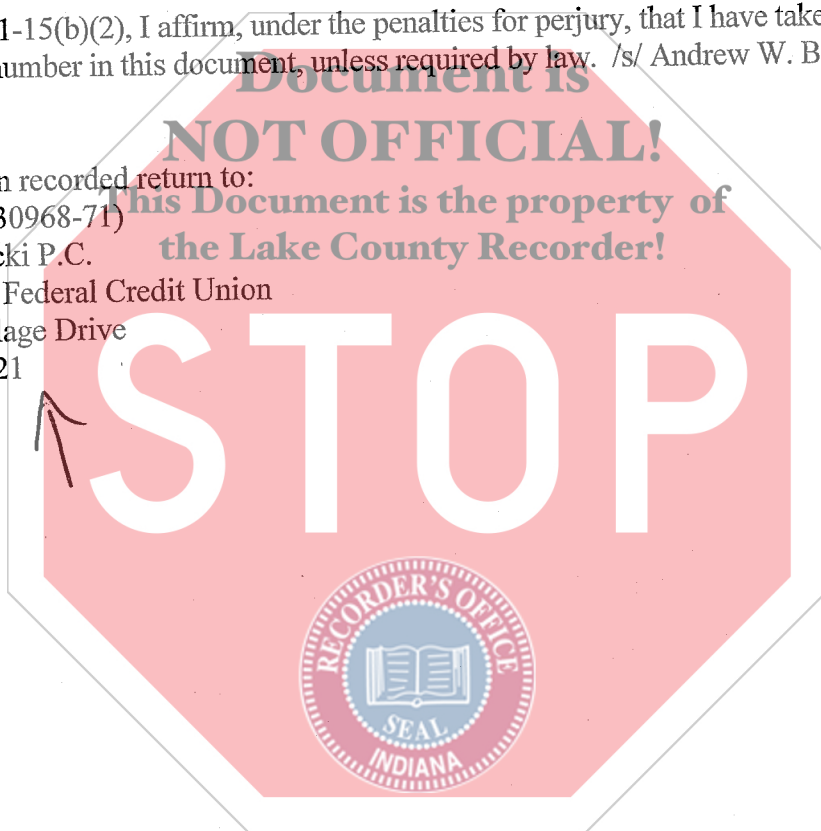 1-15(b)(2), I affirm, under the penalties for perjury, that I have take
number in this document, unless required by law. /s/ Andrew W. B
Document is
NOT OFFICIAL!
n recorded return to:
This Document is the property of
30968-71)
the Lake County Recorder!
cki P.C.
Federal Credit Union
lage Drive
21
STOP
RECORDER'S OFFICE
SEAL
INDIANA